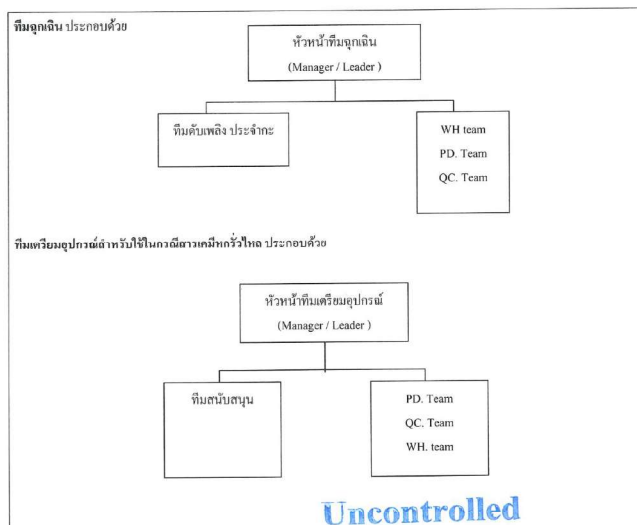 ทีมฉุกเฉิน ประกอบด้วย
หัวหน้าทีมฉุกเฉิน
(Manager / Leader )
ทีมดับเพลิง ประจำกะ
WH team
PD. Team
QC. Team
ทีมเตรียมอุปกรณ์สำหรับใช้ในกรณีสารเคมีหกรั่วไหล ประกอบด้วย
หัวหน้าทีมเตรียมอุปกรณ์
(Manager / Leader )
ทีมสนับสนุน
PD. Team
QC. Team
WH. team
Uncontrolled